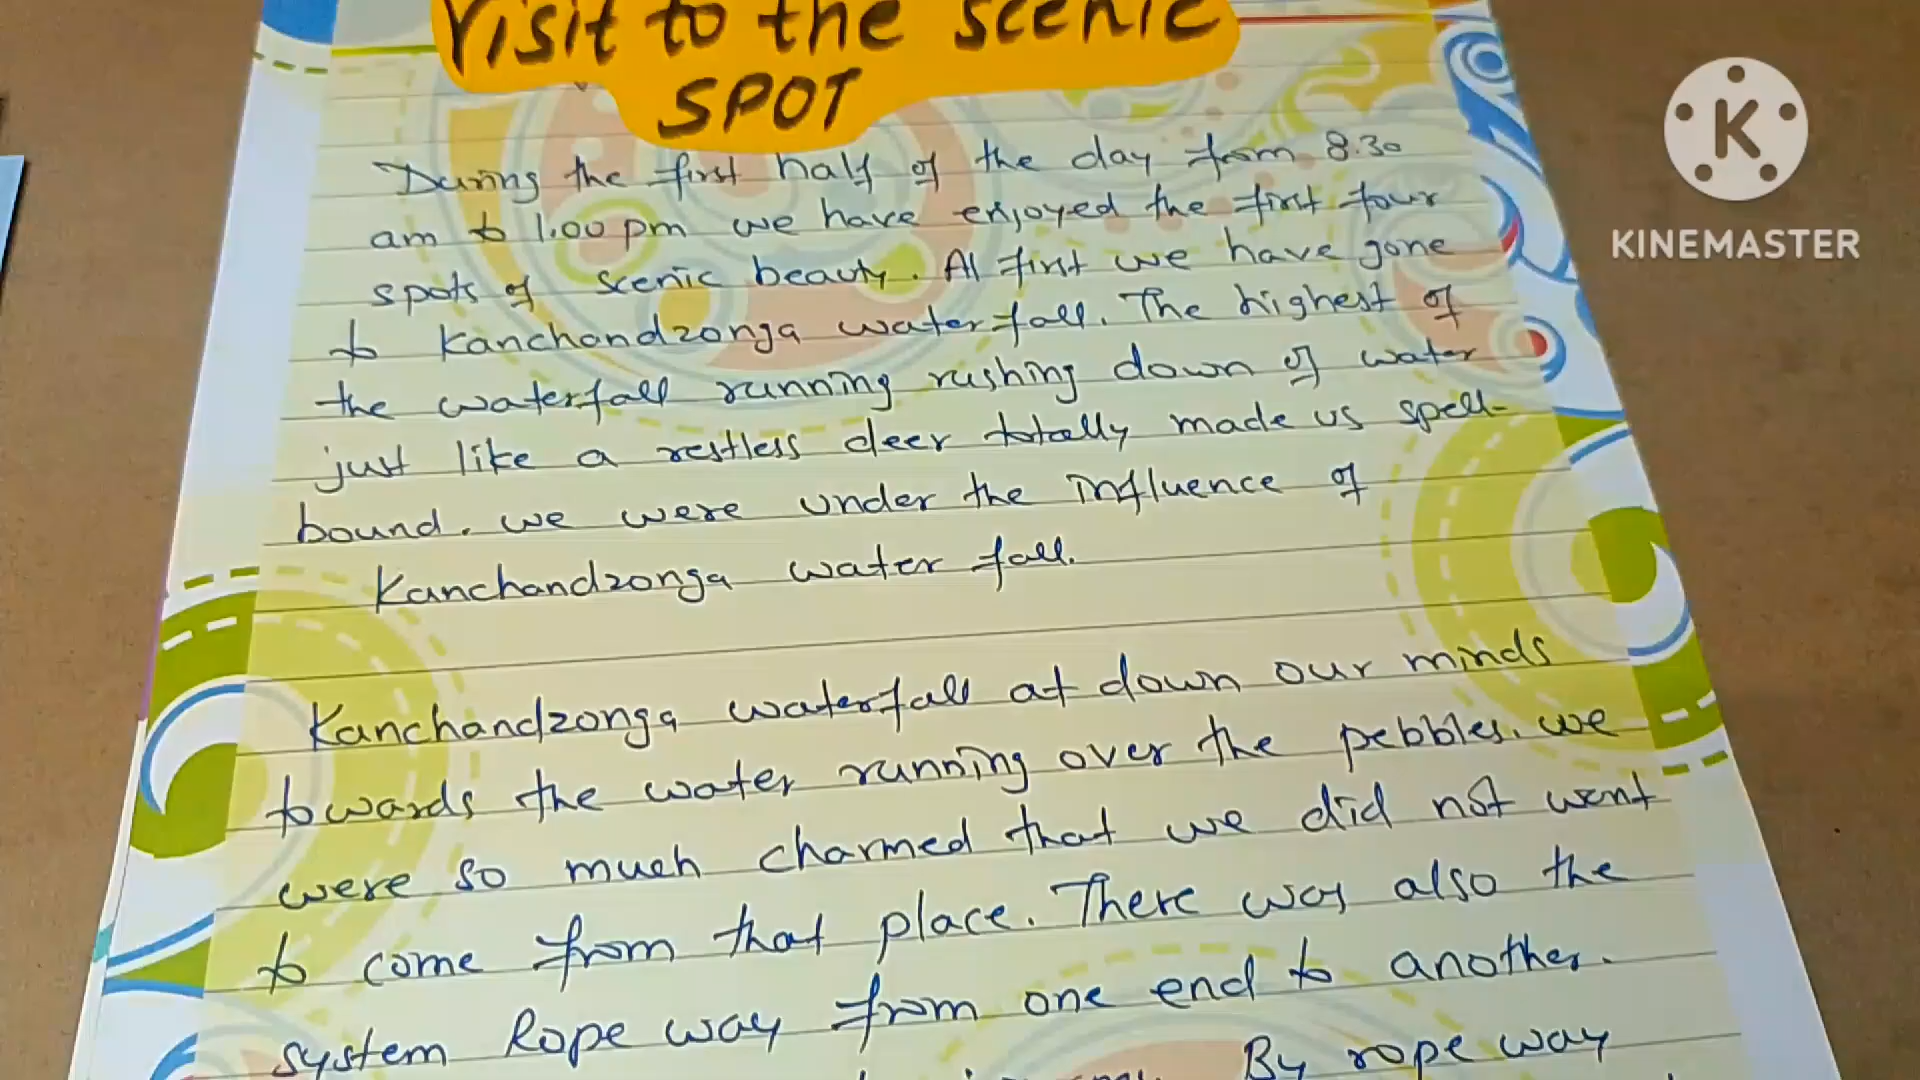 Visit to the scenic
SPOT
During the first half of the day from 8.30
am to 1.00 pm we have enjoyed the first four
spots of scenic beauty. At first we have gone
to Kanchandzonga waterfall. The highest of
the waterfall running rushing down of water
just like a restless deer totally made us spell-
bound. we were under the influence of
Kanchandzonga water fall.
Kanchandzonga waterfall at down our minds
towards the water running over the pebbles. we
were so much charmed that we did not want
to come from that place. There was also the
system Rope way from one end to another.
By rope way
K
KINEMASTER